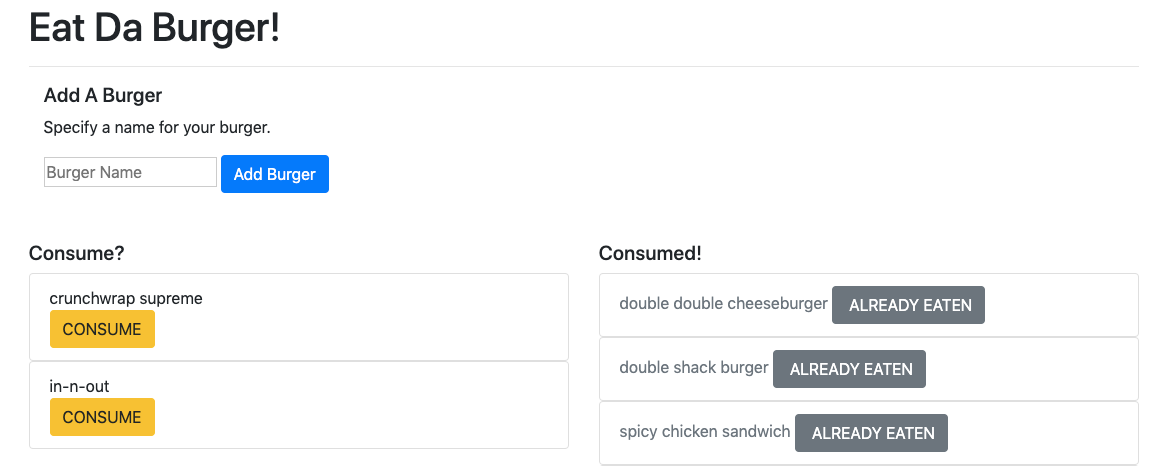 Eat Da Burger!
Add A Burger
Specify a name for your burger.
Burger Name
Add Burger
Consume?
crunchwrap supreme
CONSUME
in-n-out
CONSUME
Consumed!
double double cheeseburger ALREADY EATEN
double shack burger ALREADY EATEN
spicy chicken sandwich ALREADY EATEN